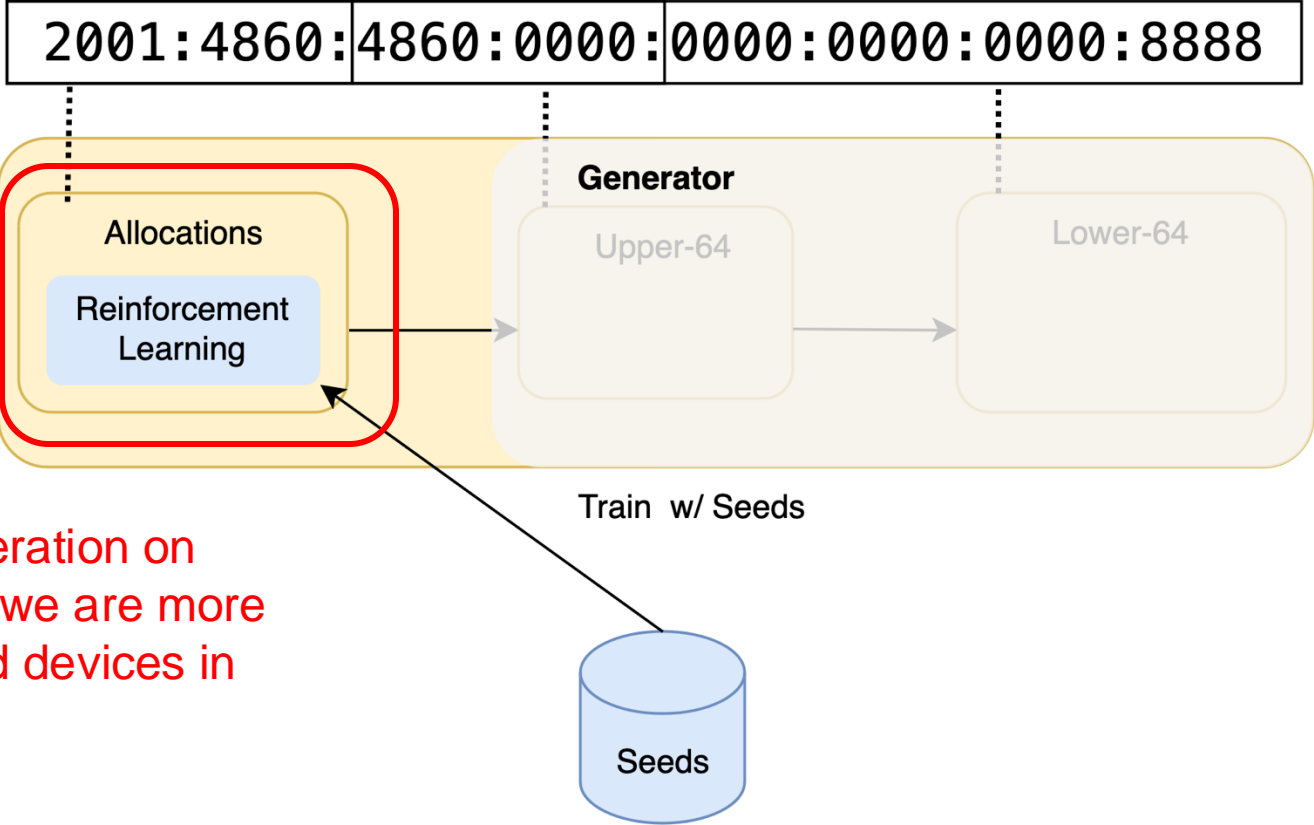 2001:4860:4860:0000:0000:0000:0000:8888
Generator
Allocations
Upper-64
Lower-64
Reinforcement
Learning
Train w/ Seeds
eration on
we are more
devices in
Seeds